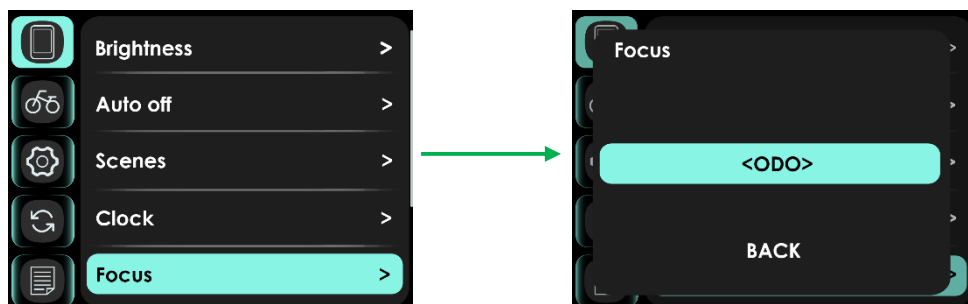 Brightness >
Auto off >
Scenes >
Clock >
Focus >
Focus
<ODO>
BACK